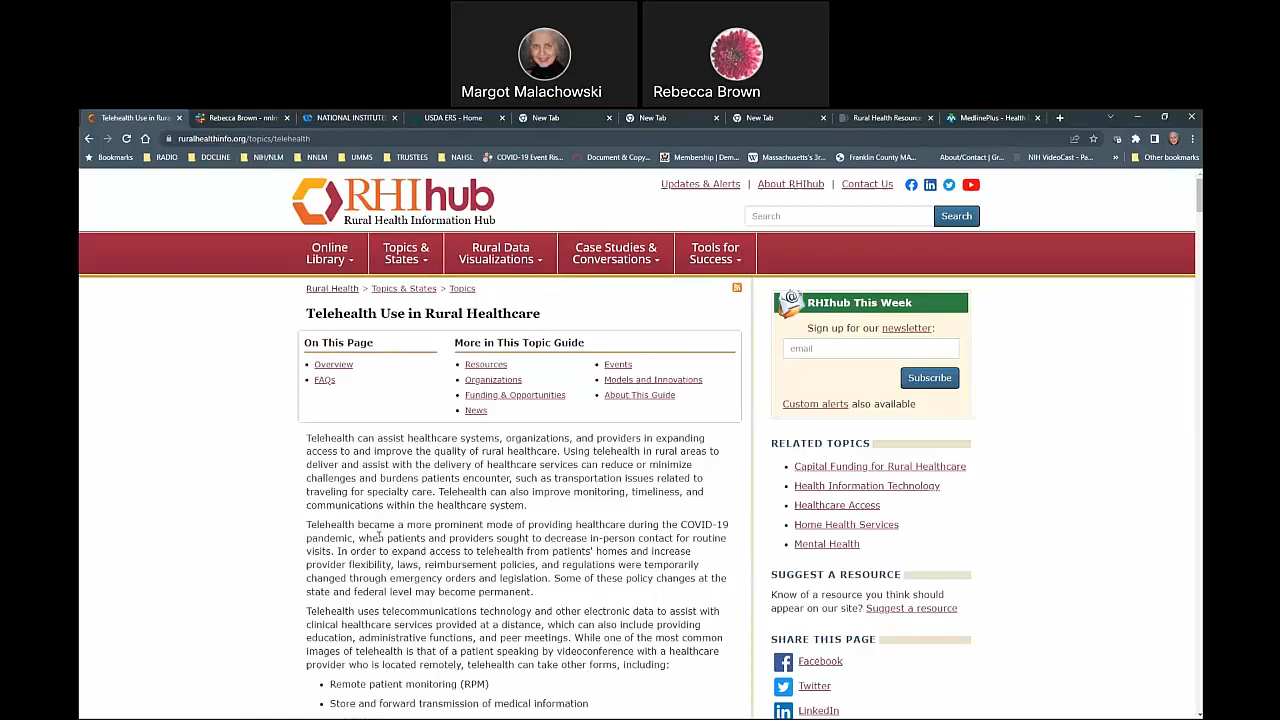 Margot Malachowski
Rebecca Brown
Telehealth Use in Rura
Rebecca Brown - nnlm
NATIONAL INSTITUTE
USDA ERS - Home
New Tab
New Tab
New Tab
Rural Health Resource
MedlinePlus - Health I
ruralhealthinfo.org/topics/telehealth
Bookmarks
RADIO
DOCLINE
NIH/NLM
NNLM
UMMS
TRUSTEES
NAHSL
COVID-19 Event Ris...
Document & Copy...
Membership | Dem...
Massachusetts's 3r...
Franklin County MA...
About/Contact | Gr...
NIH VideoCast - Pa...
»
Other bookmarks
RHIhub
Rural Health Information Hub
Updates & Alerts | About RHIhub | Contact Us
Search
Search
Online Library
Topics & States
Rural Data Visualizations
Case Studies & Conversations
Tools for Success
Rural Health > Topics & States > Topics
Telehealth Use in Rural Healthcare
On This Page
• Overview
• FAQs
More in This Topic Guide
• Resources
• Organizations
• Funding & Opportunities
• News
• Events
• Models and Innovations
• About This Guide
Telehealth can assist healthcare systems, organizations, and providers in expanding
access to and improve the quality of rural healthcare. Using telehealth in rural areas to
deliver and assist with the delivery of healthcare services can reduce or minimize
challenges and burdens patients encounter, such as transportation issues related to
traveling for specialty care. Telehealth can also improve monitoring, timeliness, and
communications within the healthcare system.
Telehealth became a more prominent mode of providing healthcare during the COVID-19
pandemic, when patients and providers sought to decrease in-person contact for routine
visits. In order to expand access to telehealth from patients' homes and increase
provider flexibility, laws, reimbursement policies, and regulations were temporarily
changed through emergency orders and legislation. Some of these policy changes at the
state and federal level may become permanent.
Telehealth uses telecommunications technology and other electronic data to assist with
clinical healthcare services provided at a distance, which can also include providing
education, administrative functions, and peer meetings. While one of the most common
images of telehealth is that of a patient speaking by videoconference with a healthcare
provider who is located remotely, telehealth can take other forms, including:
• Remote patient monitoring (RPM)
• Store and forward transmission of medical information
RHIhub This Week
Sign up for our newsletter:
email
Subscribe
Custom alerts also available
RELATED TOPICS
• Capital Funding for Rural Healthcare
• Health Information Technology
• Healthcare Access
• Home Health Services
• Mental Health
SUGGEST A RESOURCE
Know of a resource you think should
appear on our site? Suggest a resource
SHARE THIS PAGE
Facebook
Twitter
LinkedIn